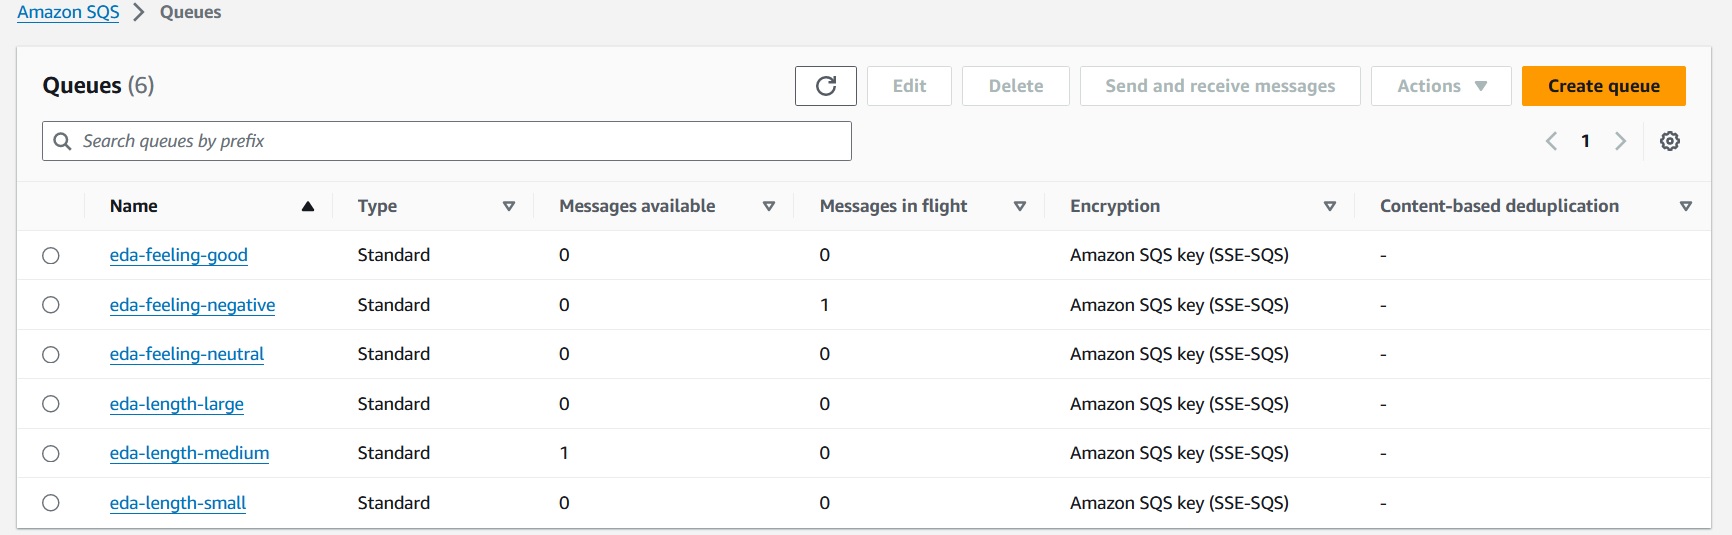 Amazon SQS > Queues
Queues (6) Edit Delete Send and receive messages Actions Create queue
Search queues by prefix 1
Name Type Messages available Messages in flight Encryption Content-based deduplication
eda-feeling-good Standard 0 0 Amazon SQS key (SSE-SQS) -
eda-feeling-negative Standard 0 1 Amazon SQS key (SSE-SQS) -
eda-feeling-neutral Standard 0 0 Amazon SQS key (SSE-SQS) -
eda-length-large Standard 0 0 Amazon SQS key (SSE-SQS) -
eda-length-medium Standard 1 0 Amazon SQS key (SSE-SQS) -
eda-length-small Standard 0 0 Amazon SQS key (SSE-SQS) -